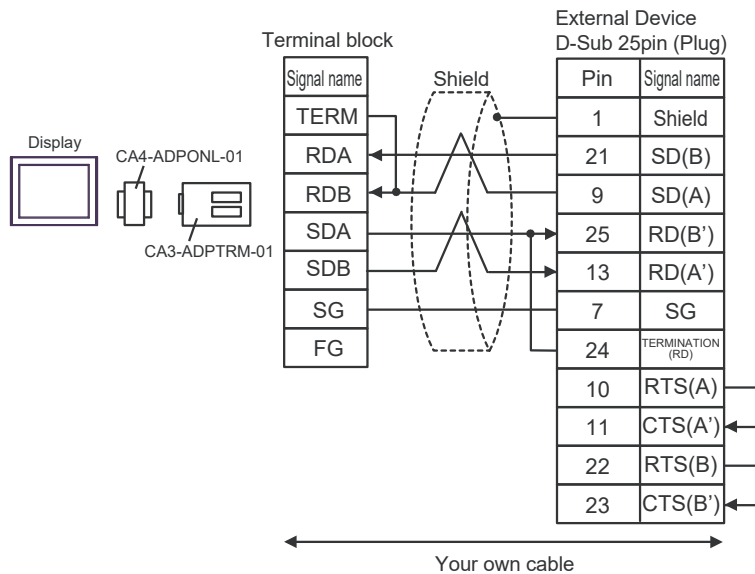 External Device
D-Sub 25pin (Plug)
Terminal block
Signal name
Shield
Pin
Signal name
TERM
1
Shield
Display
CA4-ADPONL-01
RDA
21
SD(B)
RDB
9
SD(A)
CA3-ADPTRM-01
SDA
25
RD(B’)
SDB
13
RD(A’)
SG
7
SG
FG
24
TERMINATION
(RD)
10
RTS(A)
11
CTS(A’)
22
RTS(B)
23
CTS(B’)
Your own cable